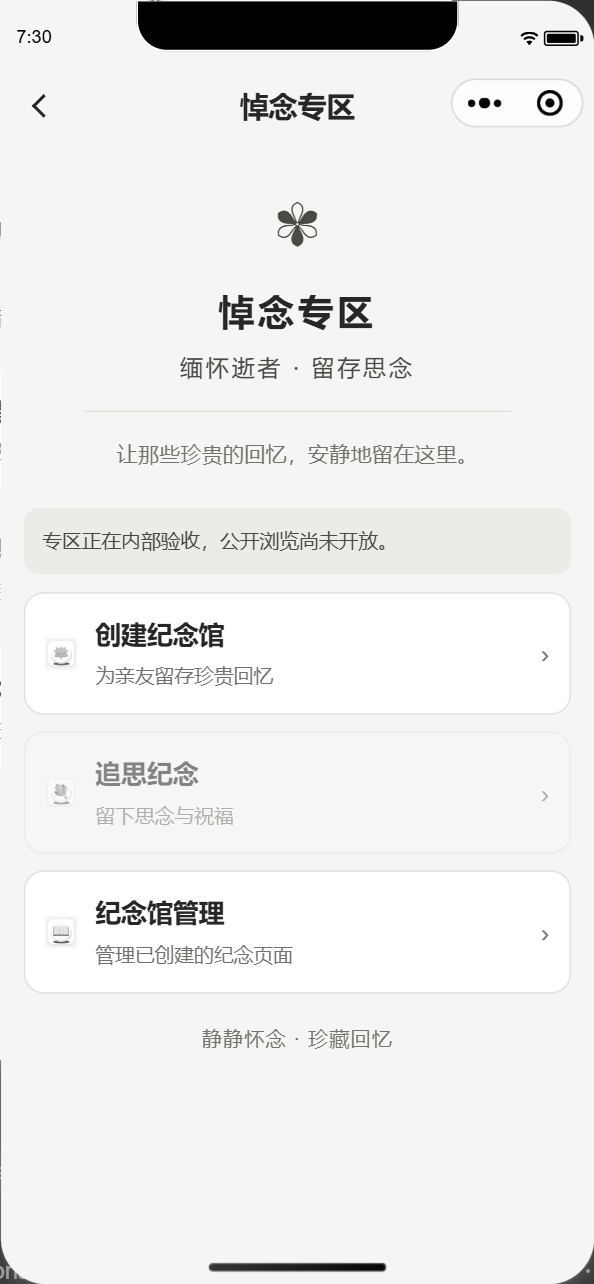 7:30
悼念专区
悼念专区
缅怀逝者 · 留存思念
让那些珍贵的回忆，安静地留在这里。
专区正在内部验收，公开浏览尚未开放。
创建纪念馆
为亲友留存珍贵回忆
追思纪念
留下思念与祝福
纪念馆管理
管理已创建的纪念页面
静静怀念 · 珍藏回忆